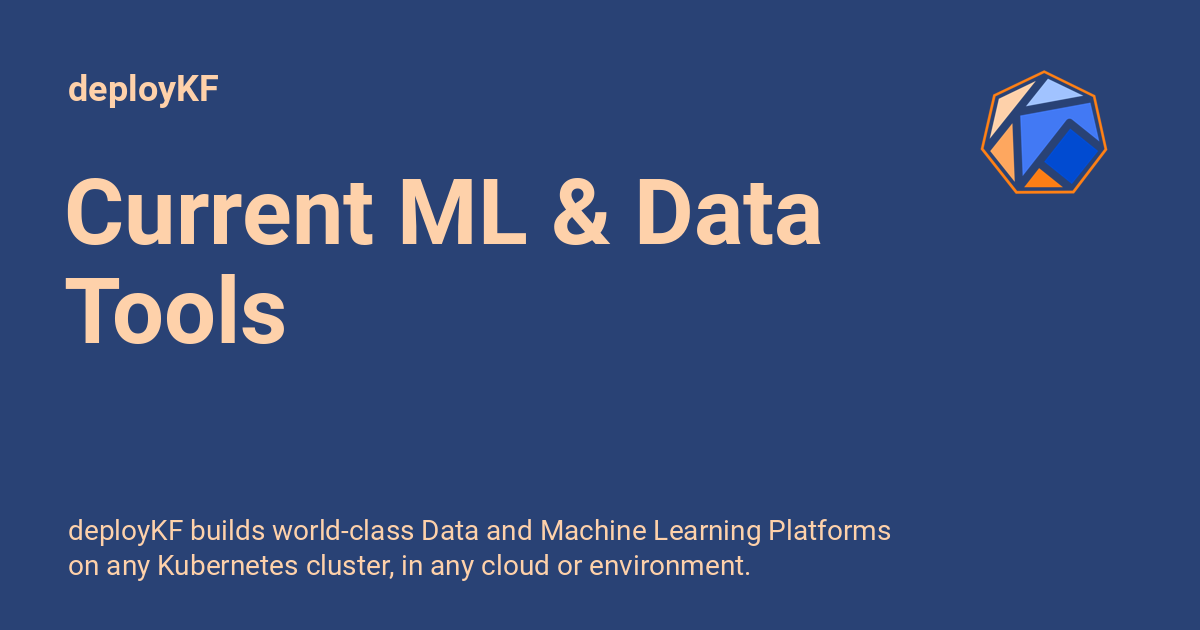 deployKF
Current ML & Data
Tools
deployKF builds world-class Data and Machine Learning Platforms
on any Kubernetes cluster, in any cloud or environment.